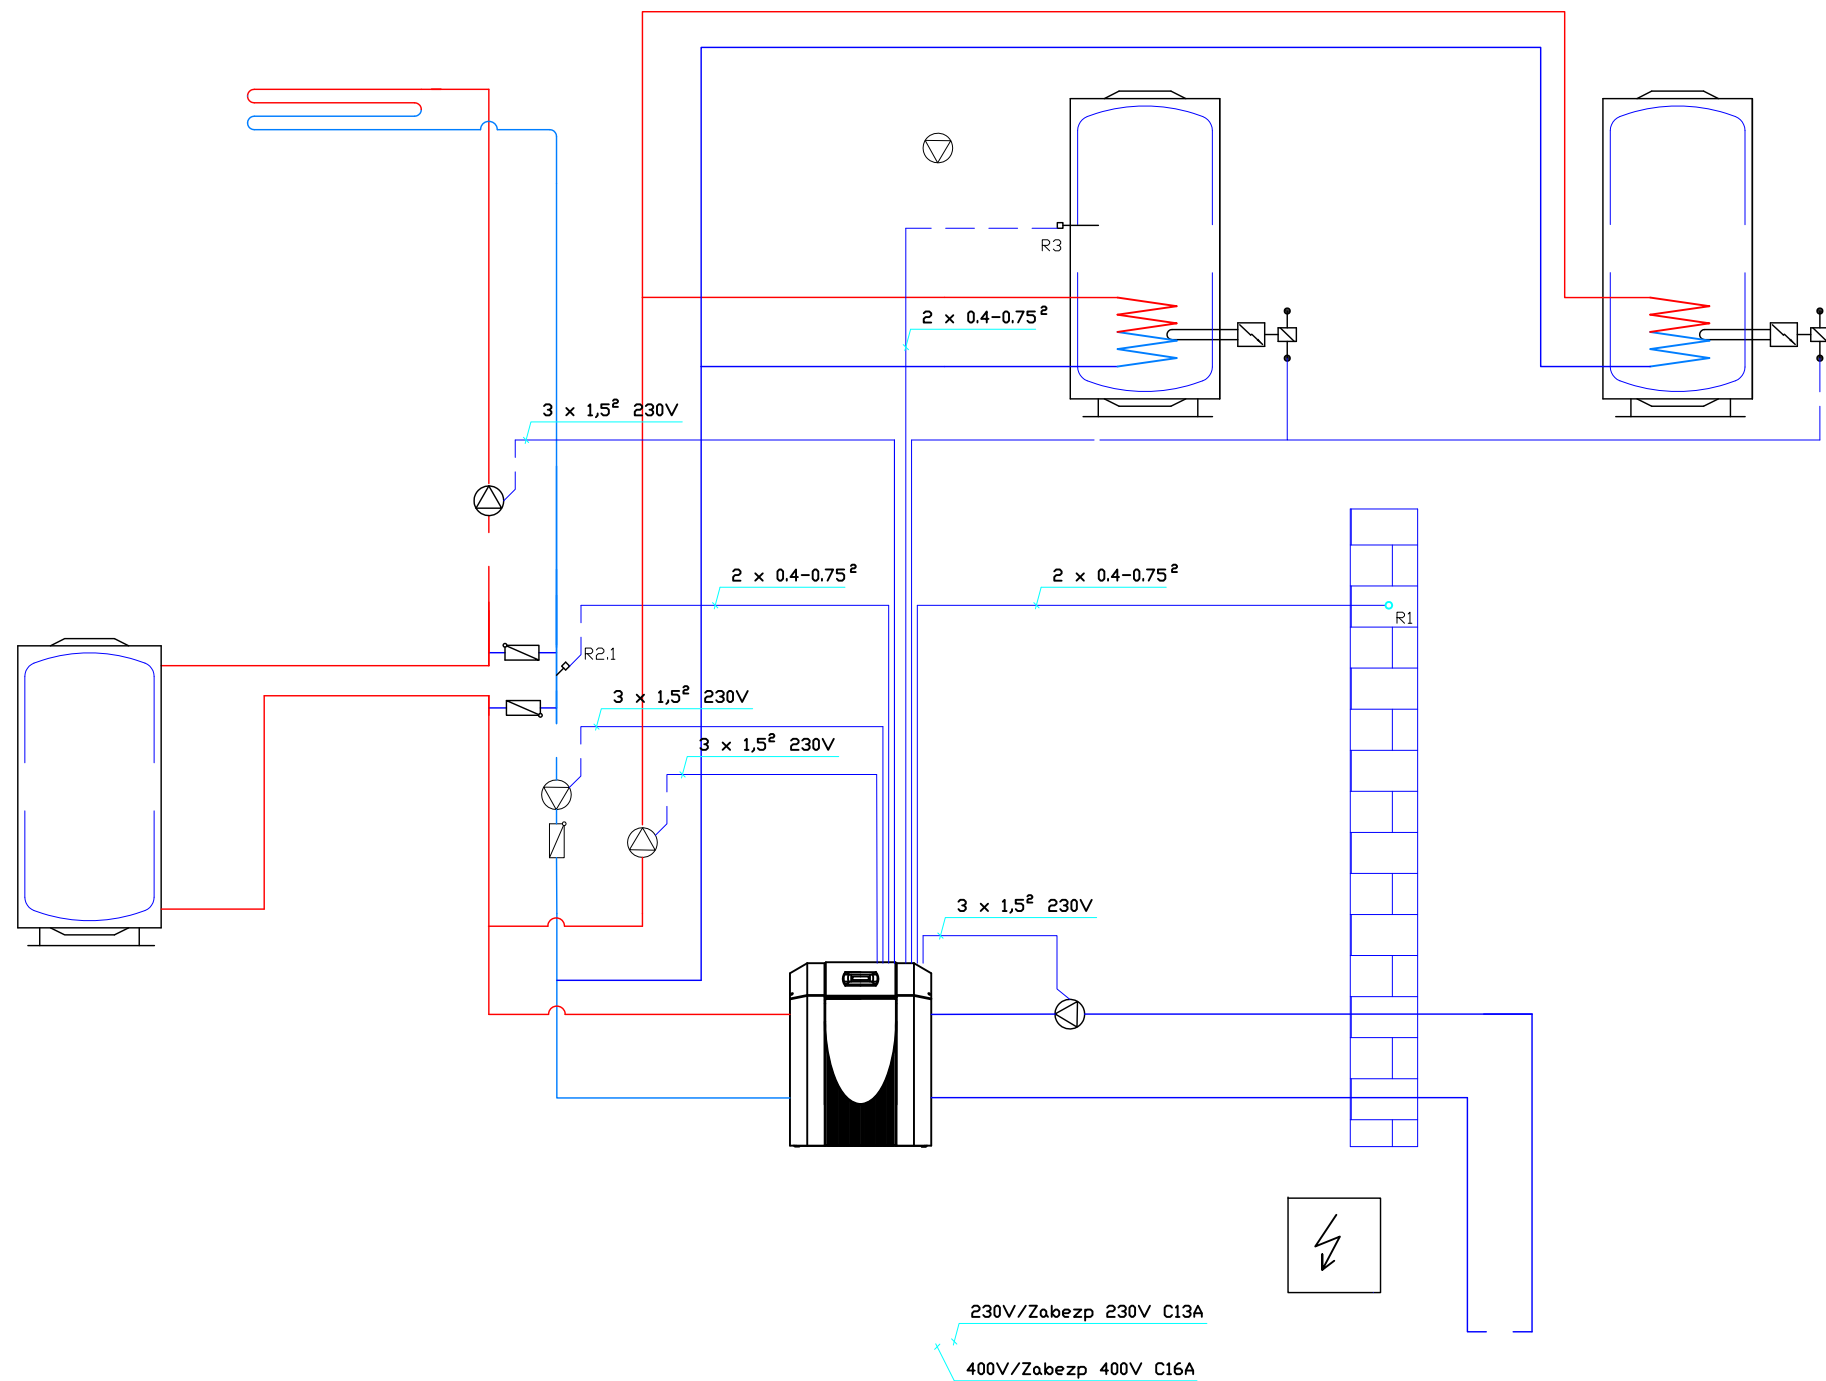 R3
2 x 0.4-0.75²
3 x 1,5² 230V
2 x 0.4-0.75²
2 x 0.4-0.75²
R1
R2.1
3 x 1,5² 230V
3 x 1,5² 230V
3 x 1,5² 230V
230V/Zabezp 230V C13A
400V/Zabezp 400V C16A